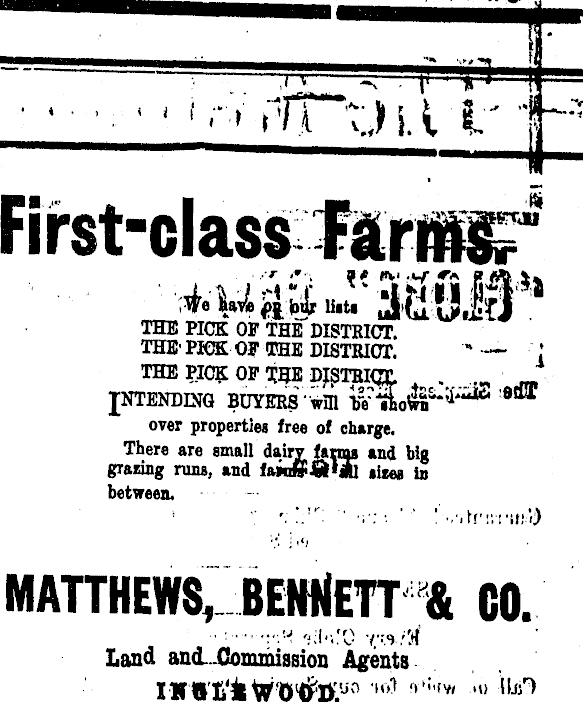 First-class Farms.
We have on our lists
THE PICK OF THE DISTRICT.
THE PICK OF THE DISTRICT.
THE PICK OF THE DISTRICT.
INTENDING BUYERS will be shown
over properties free of charge.
There are small dairy farms and big
grazing runs, and farms of all sizes in
between.
MATTHEWS, BENNETT & CO.
Land and Commission Agents
INGLEWOOD.